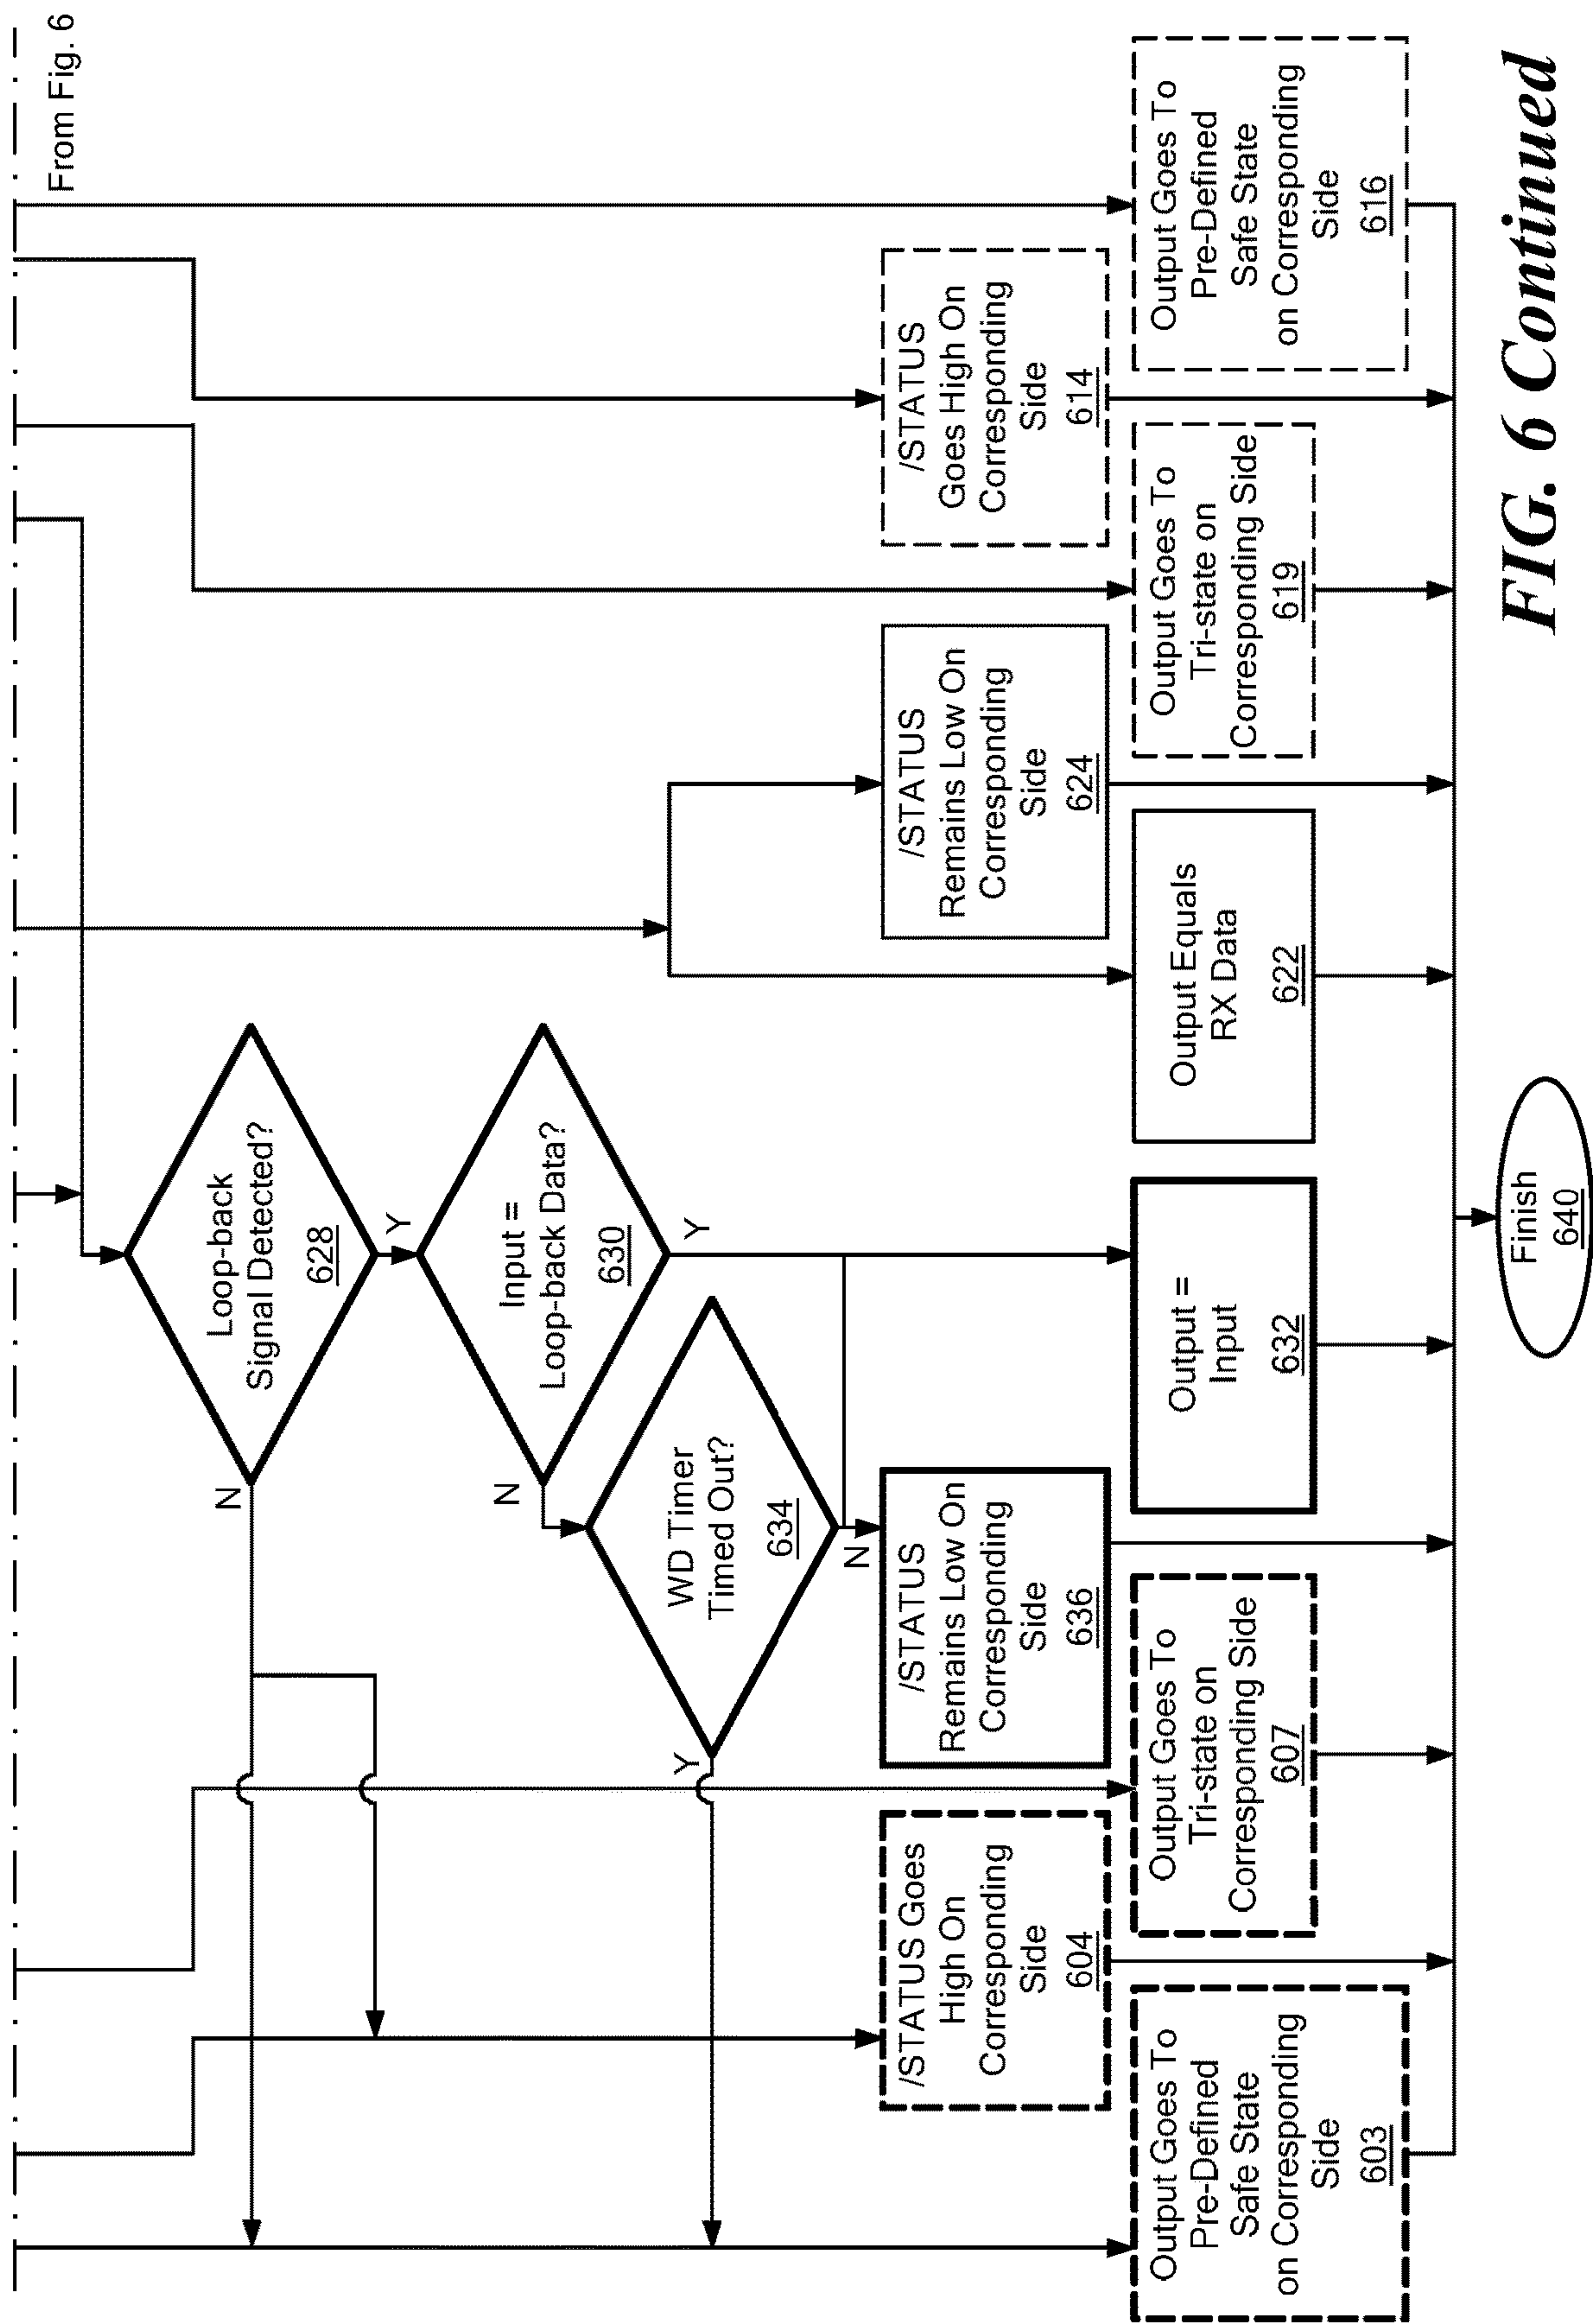 From Fig. 6
Loop-back
Signal Detected?
628
N
Y
Input =
Loop-back Data?
630
N
Y
WD Timer
Timed Out?
634
Y
N
/STATUS Goes
High On
Corresponding
Side
604
/STATUS
Remains Low On
Corresponding
Side
636
/STATUS
Remains Low On
Corresponding
Side
624
/STATUS
Goes High On
Corresponding
Side
614
Output Goes To
Pre-Defined
Safe State
on Corresponding
Side
603
Output Goes To
Tri-state on
Corresponding Side
607
Output =
Input
632
Output Equals
RX Data
622
Output Goes To
Tri-state on
Corresponding Side
619
Output Goes To
Pre-Defined
Safe State
on Corresponding
Side
616
Finish
640
FIG. 6 Continued